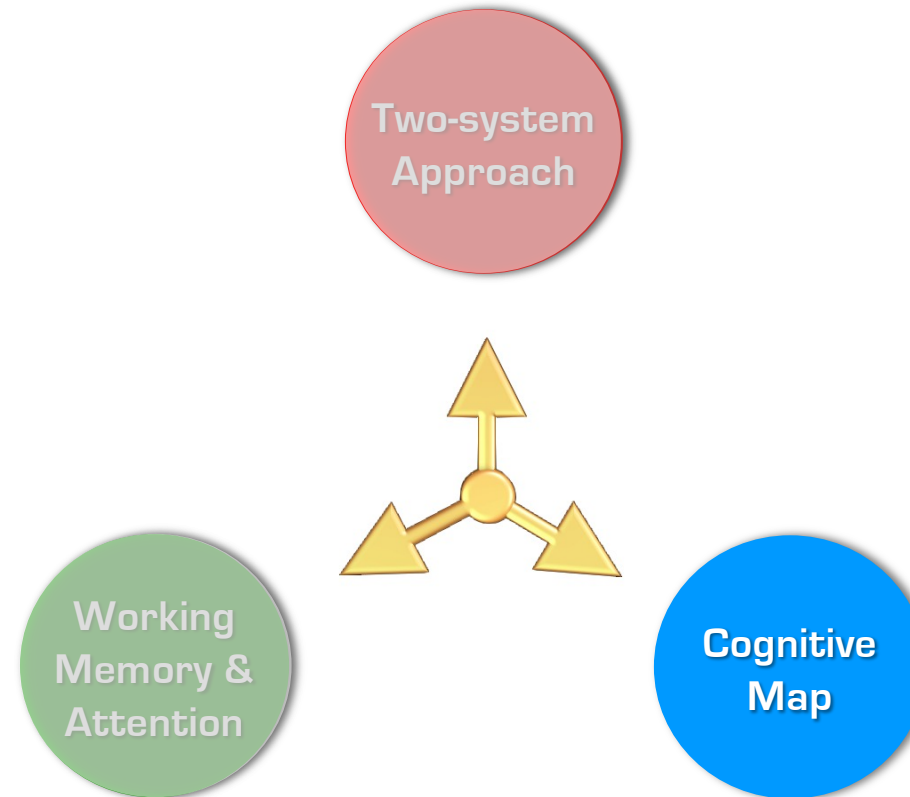 Two-system
Approach
Working
Memory &
Attention
Cognitive
Map